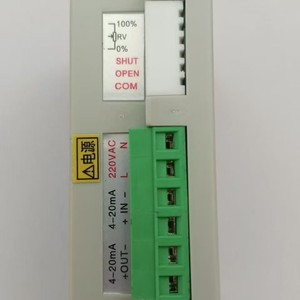 100%
RV
0%
SHUT
OPEN
COM
电源
220VAC
L N
4-20mA
+ IN -
4-20mA
+OUT-